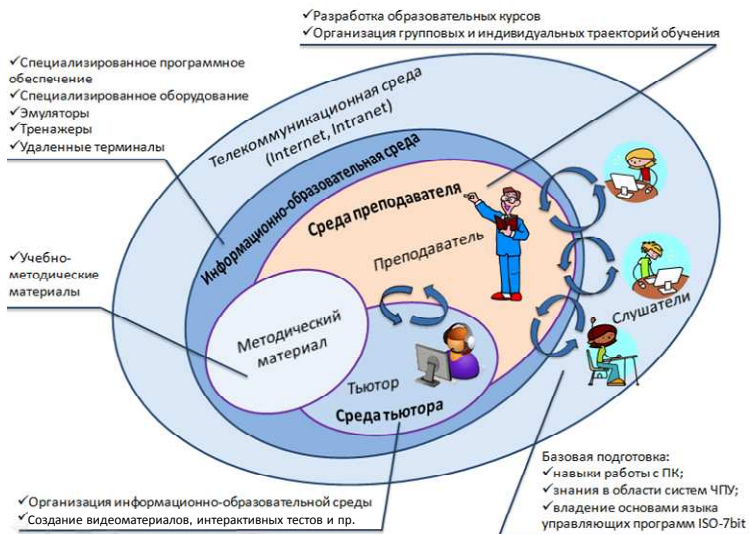 ✓Разработка образовательных курсов
✓Организация групповых и индивидуальных траекторий обучения
✓Специализированное программное
обеспечение
✓Специализированное оборудование
✓Эмуляторы
✓Тренажеры
✓Удаленные терминалы
Телекоммуникационная среда
(Internet, Intranet)
Информационно-образовательная среда
Среда преподавателя
Преподаватель
✓Учебно-
методические
материалы
Методический
материал
Слушатели
Тьютор
Среда тьютора
Базовая подготовка:
✓навыки работы с ПК;
✓знания в области систем ЧПУ;
✓владение основами языка
управляющих программ ISO-7bit
✓Организация информационно-образовательной среды
✓Создание видеоматериалов, интерактивных тестов и пр.